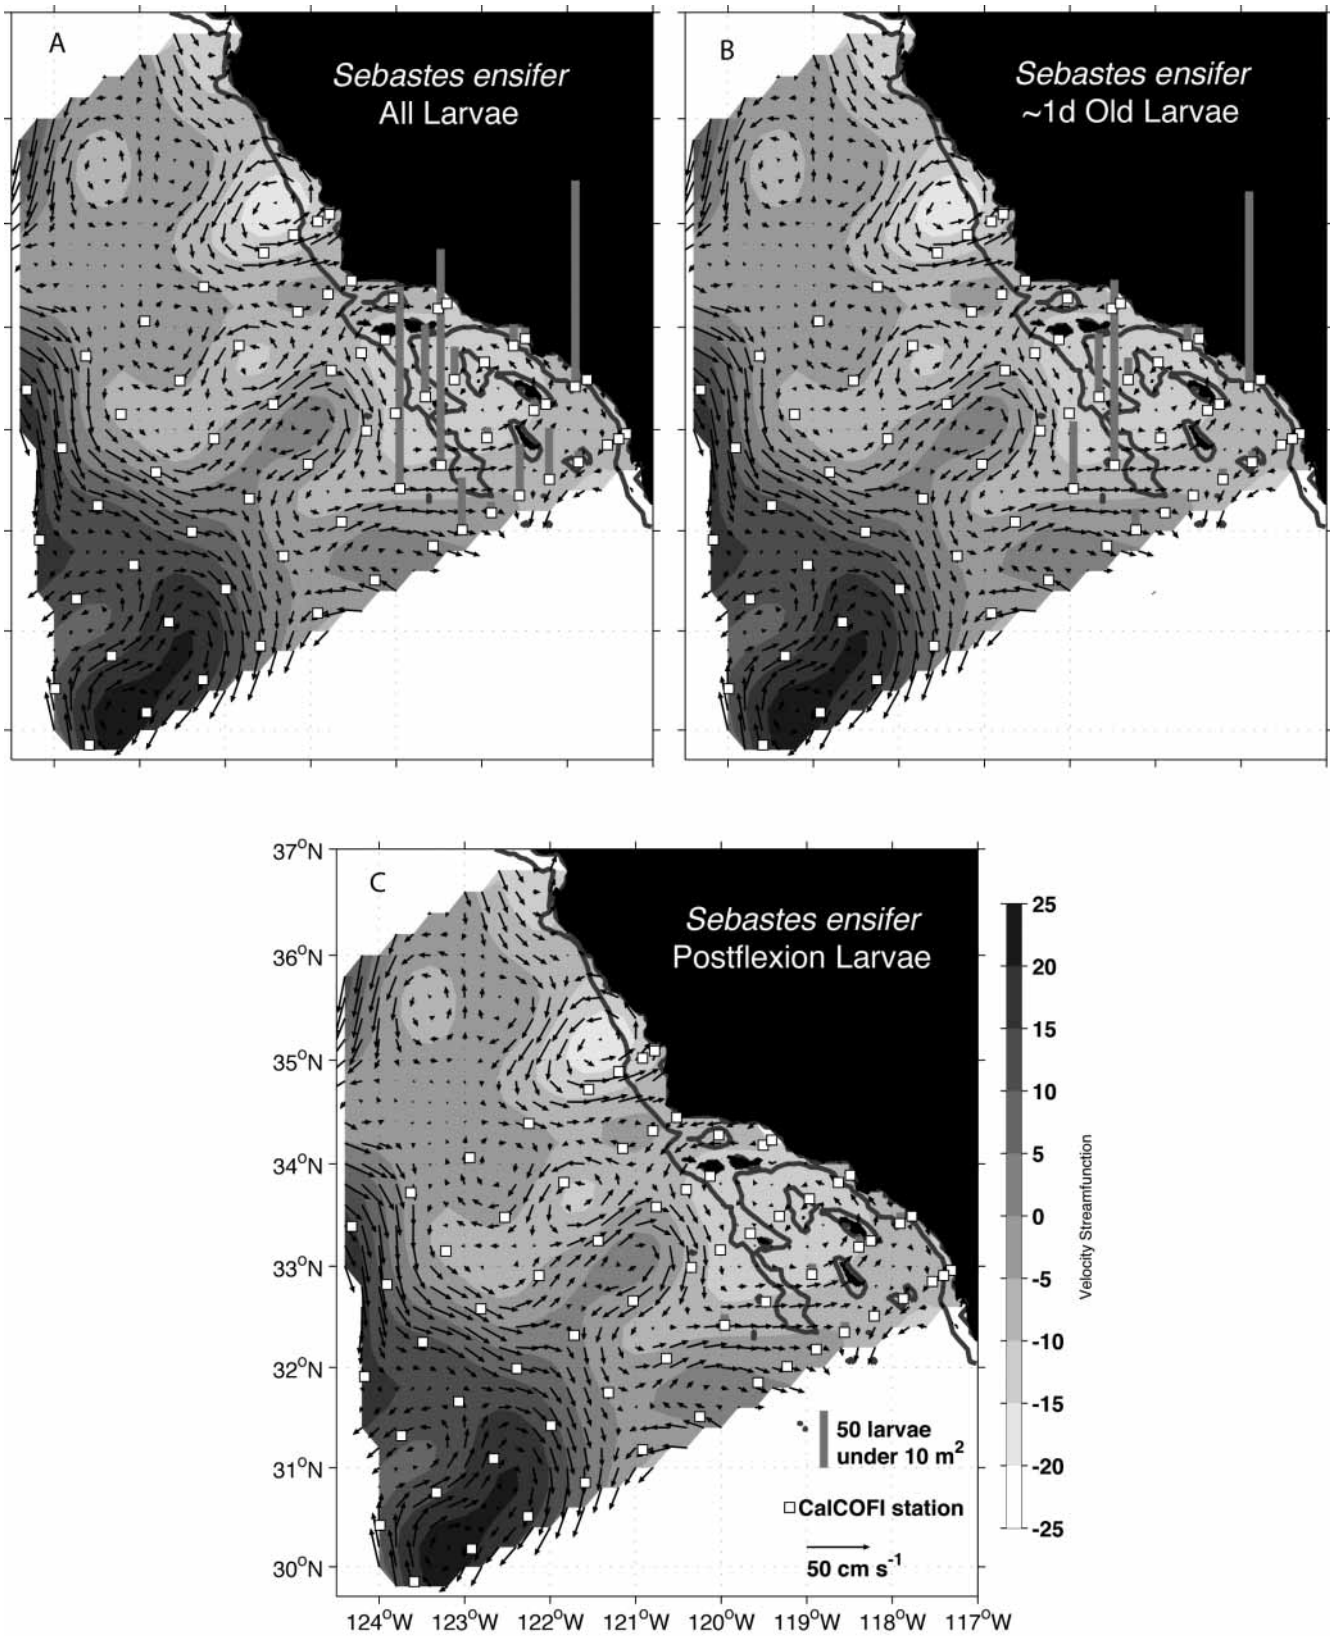 A
Sebastes ensifer
All Larvae
B
Sebastes ensifer
~1d Old Larvae
C
Sebastes ensifer
Postflexion Larvae
37°N
36°N
35°N
34°N
33°N
32°N
31°N
30°N
124°W 123°W 122°W 121°W 120°W 119°W 118°W 117°W
50 larvae
under 10 m²
CalCOFI station
50 cm s⁻¹
25
20
15
10
5
0
-5
-10
-15
-20
-25
Velocity Streamfunction